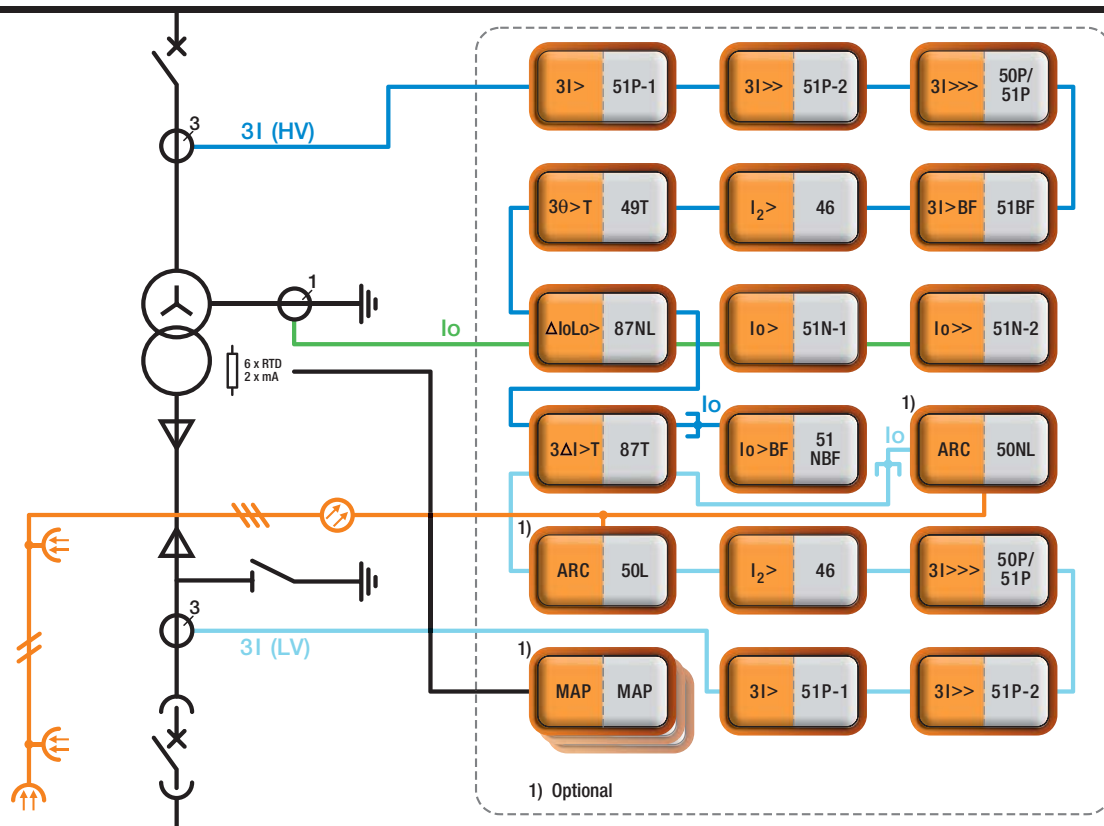 3I> 51P-1
3I>> 51P-2
3I>>> 50P/
51P
3
3I (HV)
3θ>T 49T
I₂> 46
3I>BF 51BF
1
Io
ΔIoLo> 87NL
Io> 51N-1
Io>> 51N-2
6 x RTD
2 x mA
3ΔI>T 87T
Io
Io>BF 51
NBF
1)
Io
ARC 50NL
1)
ARC 50L
I₂> 46
3I>>> 50P/
51P
3
3I (LV)
1)
MAP MAP
3I> 51P-1
3I>> 51P-2
1) Optional